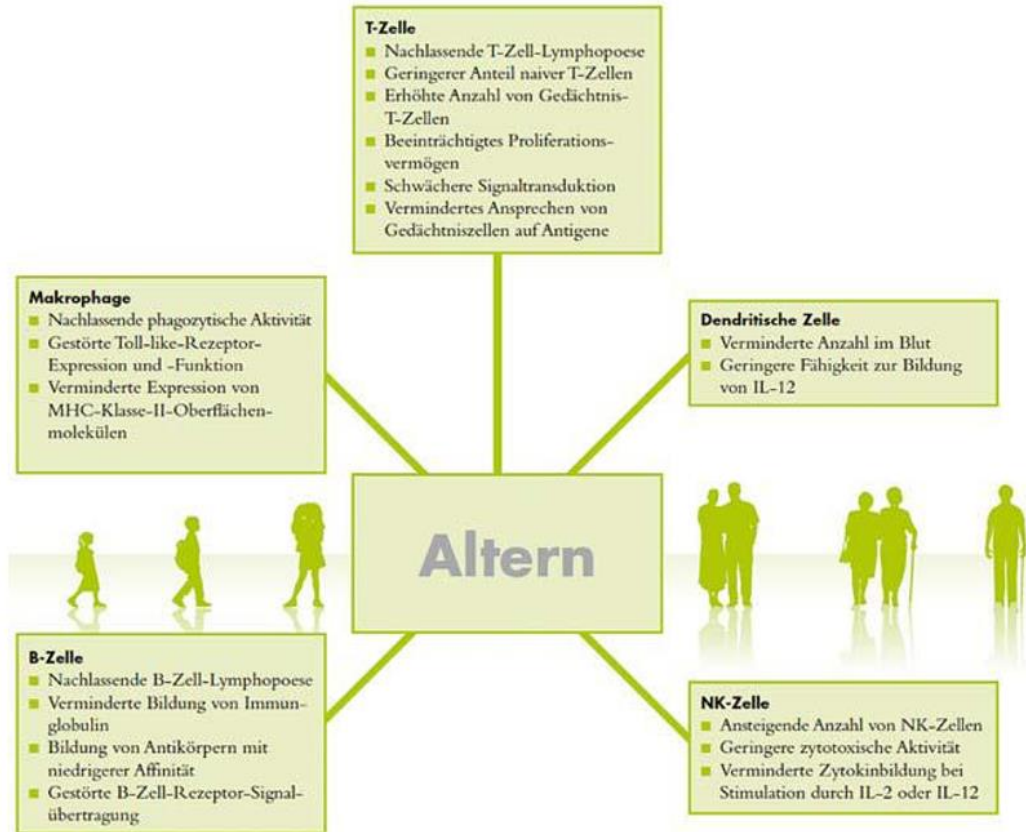 T-Zelle
■ Nachlassende T-Zell-Lymphopoese
■ Geringerer Anteil naiver T-Zellen
■ Erhöhte Anzahl von Gedächtnis-
T-Zellen
■ Beeinträchtigtes Proliferations-
vermögen
■ Schwächere Signaltransduktion
■ Vermindertes Ansprechen von
Gedächtniszellen auf Antigene
Makrophage
■ Nachlassende phagozytische Aktivität
■ Gestörte Toll-like-Rezeptor-
Expression und -Funktion
■ Verminderte Expression von
MHC-Klasse-II-Oberflächen-
molekülen
Dendritische Zelle
■ Verminderte Anzahl im Blut
■ Geringere Fähigkeit zur Bildung
von IL-12
Altern
B-Zelle
■ Nachlassende B-Zell-Lymphopoese
■ Verminderte Bildung von Immun-
globulin
■ Bildung von Antikörpern mit
niedrigerer Affinität
■ Gestörte B-Zell-Rezeptor-Signal-
übertragung
NK-Zelle
■ Ansteigende Anzahl von NK-Zellen
■ Geringere zytotoxische Aktivität
■ Verminderte Zytokinbildung bei
Stimulation durch IL-2 oder IL-12